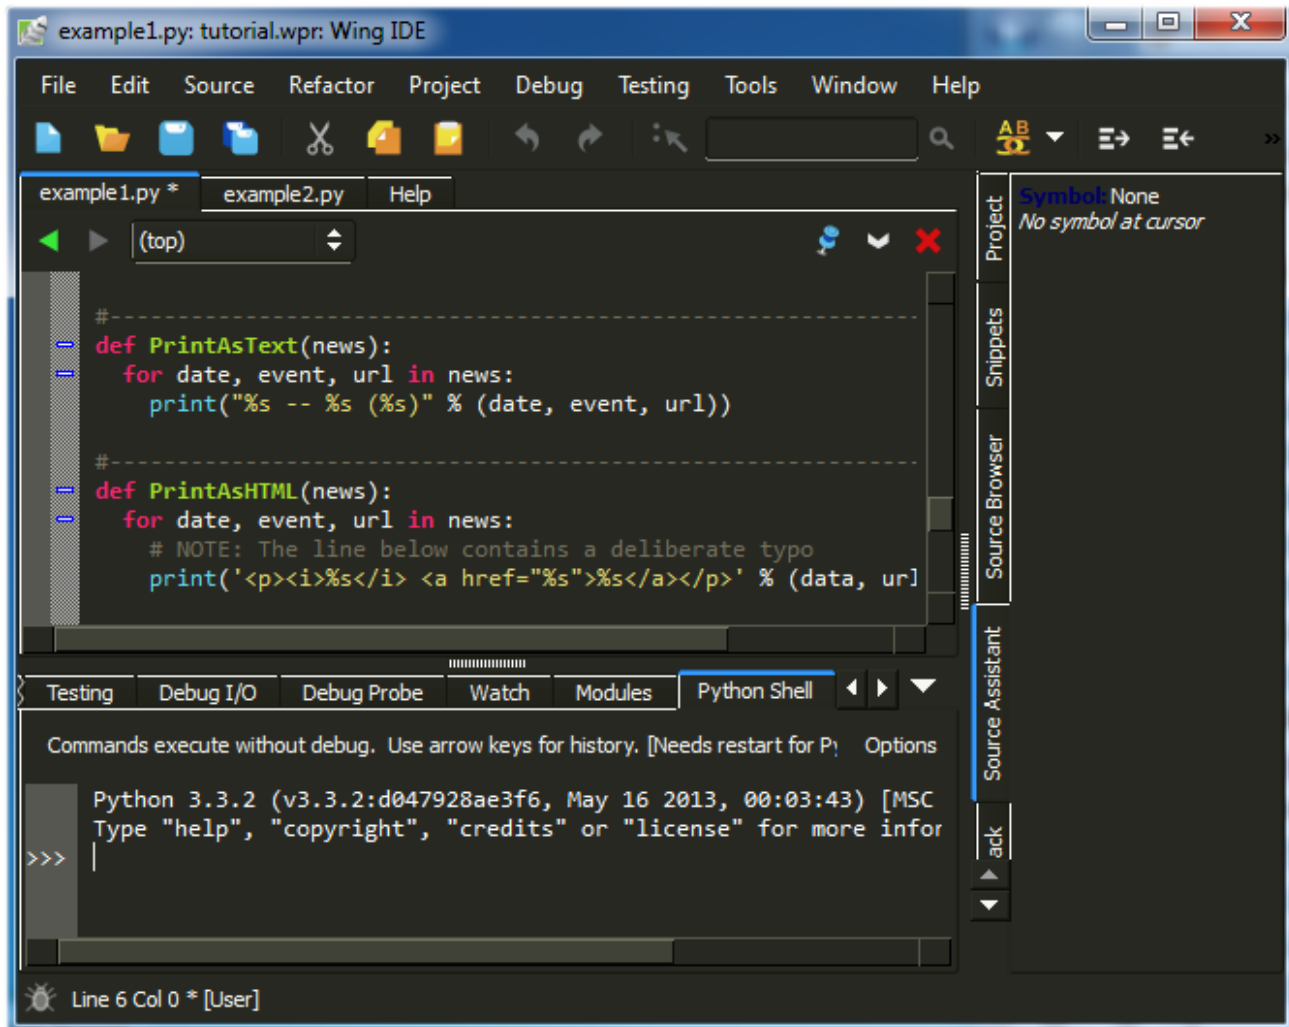 example1.py: tutorial.wpr: Wing IDE
File Edit Source Refactor Project Debug Testing Tools Window Help
AB
example1.py * example2.py Help
(top)
#------------------------------------------------------------
def PrintAsText(news):
  for date, event, url in news:
    print("%s -- %s (%s)" % (date, event, url))
#------------------------------------------------------------
def PrintAsHTML(news):
  for date, event, url in news:
    # NOTE: The line below contains a deliberate typo
    print('<p><i>%s</i> <a href="%s">%s</a></p>' % (data, url
Testing Debug I/O Debug Probe Watch Modules Python Shell
Commands execute without debug. Use arrow keys for history. [Needs restart for Py Options
Python 3.3.2 (v3.3.2:d047928ae3f6, May 16 2013, 00:03:43) [MSC
Type "help", "copyright", "credits" or "license" for more infor
>>>
Project
Snippets
Source Browser
Source Assistant
ack
Symbol: None
No symbol at cursor
Line 6 Col 0 * [User]